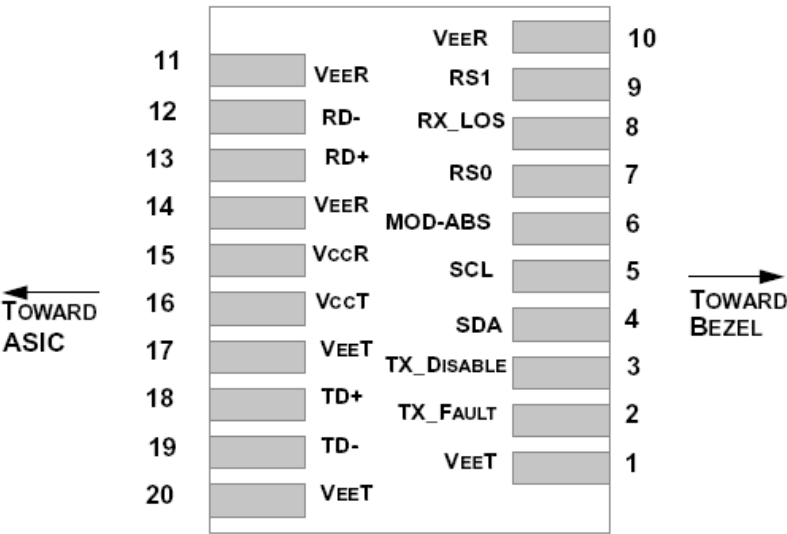 VEER 10
11 VEER
RS1 9
12 RD-
RX_LOS 8
13 RD+
RS0 7
14 VEER
MOD-ABS 6
15 VCCR
SCL 5
16 VCCT
SDA 4
17 VEET
TX_DISABLE 3
18 TD+
TX_FAULT 2
19 TD-
VEET 1
20 VEET
TOWARD
ASIC
TOWARD
BEZEL